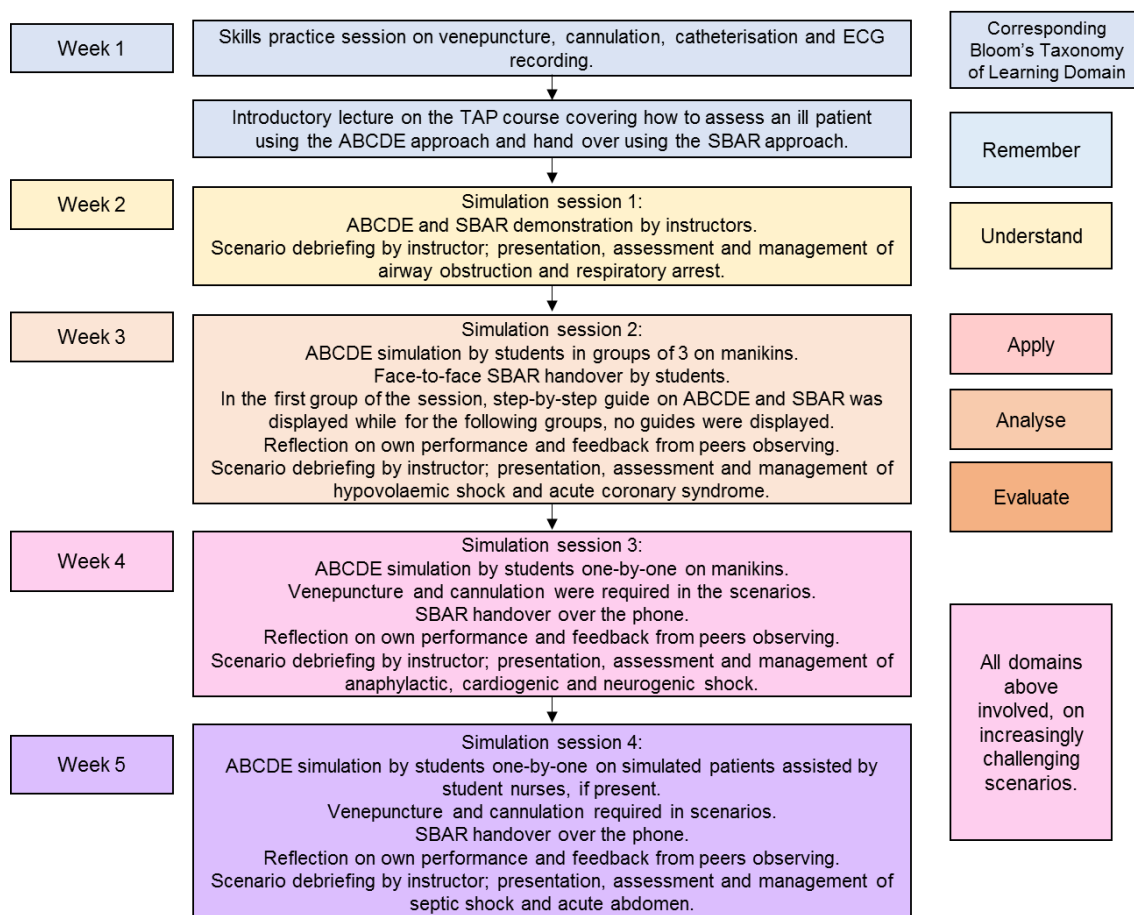 Week 1
Skills practice session on venepuncture, cannulation, catheterisation and ECG
recording.
Corresponding
Bloom's Taxonomy
of Learning Domain
Introductory lecture on the TAP course covering how to assess an ill patient
using the ABCDE approach and hand over using the SBAR approach.
Remember
Week 2
Simulation session 1:
ABCDE and SBAR demonstration by instructors.
Scenario debriefing by instructor; presentation, assessment and management of
airway obstruction and respiratory arrest.
Understand
Week 3
Simulation session 2:
ABCDE simulation by students in groups of 3 on manikins.
Face-to-face SBAR handover by students.
In the first group of the session, step-by-step guide on ABCDE and SBAR was
displayed while for the following groups, no guides were displayed.
Reflection on own performance and feedback from peers observing.
Scenario debriefing by instructor; presentation, assessment and management of
hypovolaemic shock and acute coronary syndrome.
Apply
Analyse
Evaluate
Week 4
Simulation session 3:
ABCDE simulation by students one-by-one on manikins.
Venepuncture and cannulation were required in the scenarios.
SBAR handover over the phone.
Reflection on own performance and feedback from peers observing.
Scenario debriefing by instructor; presentation, assessment and management of
anaphylactic, cardiogenic and neurogenic shock.
All domains
above
involved, on
increasingly
challenging
scenarios.
Week 5
Simulation session 4:
ABCDE simulation by students one-by-one on simulated patients assisted by
student nurses, if present.
Venepuncture and cannulation required in scenarios.
SBAR handover over the phone.
Reflection on own performance and feedback from peers observing.
Scenario debriefing by instructor; presentation, assessment and management of
septic shock and acute abdomen.